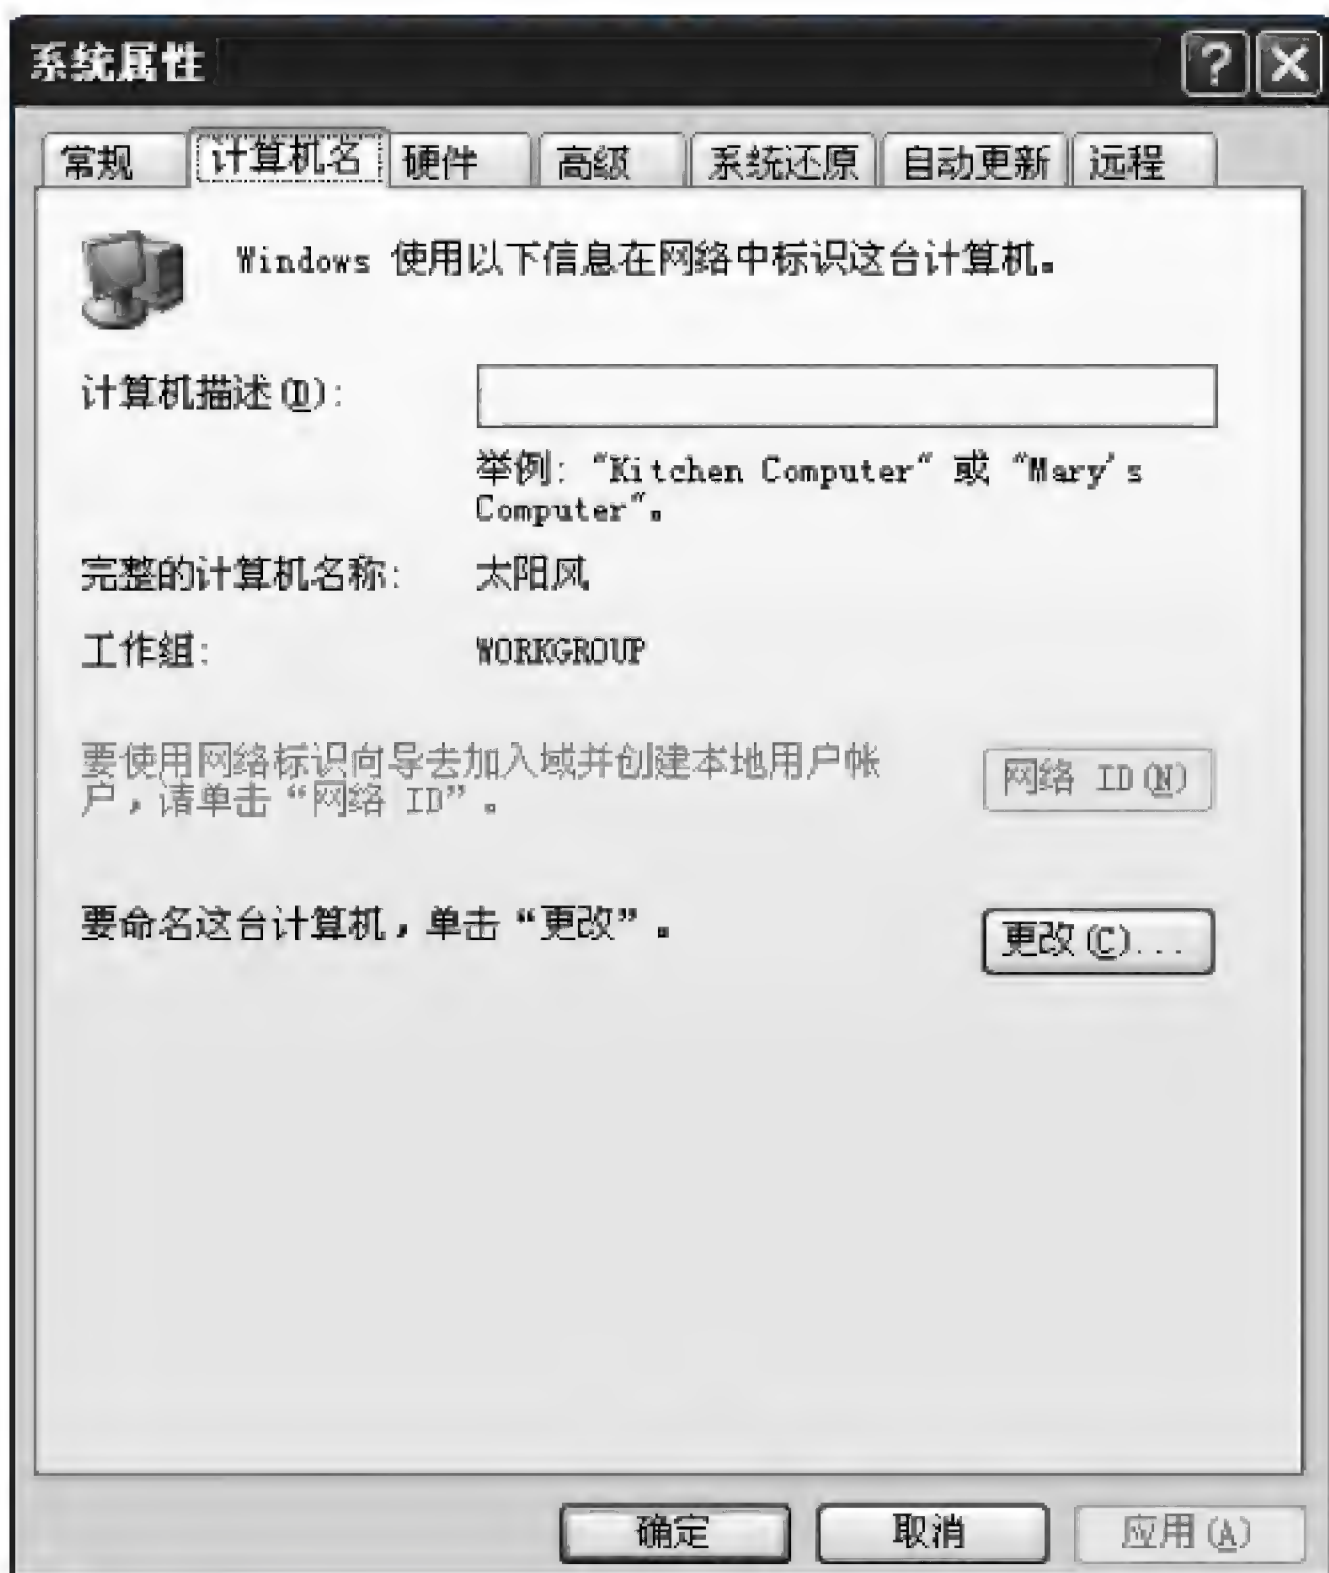 系统属性
常规 计算机名 硬件 高级 系统还原 自动更新 远程
Windows 使用以下信息在网络中标识这台计算机。
计算机描述(D):
举例: "Kitchen Computer" 或 "Mary's
Computer"。
完整的计算机名称: 太阳风
工作组: WORKGROUP
要使用网络标识向导去加入域并创建本地用户帐
户，请单击“网络 ID”。
网络 ID(N)
要命名这台计算机，单击“更改”。
更改(C)...
确定 取消 应用(A)